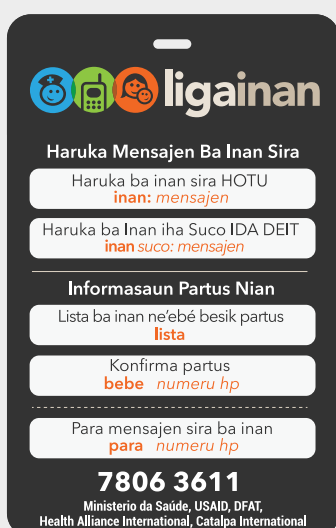 ligainan
Haruka Mensajen Ba Inan Sira
Haruka ba inan sira HOTU
inan: mensajen
Haruka ba Inan iha Suco IDA DEIT
inan suco: mensajen
Informasaun Partus Nian
Lista ba inan ne'ebé besik partus
lista
Konfirma partus
bebe numeru hp
Para mensajen sira ba inan
para numeru hp
7806 3611
Ministerio da Saúde, USAID, DFAT,
Health Alliance International, Catalpa International